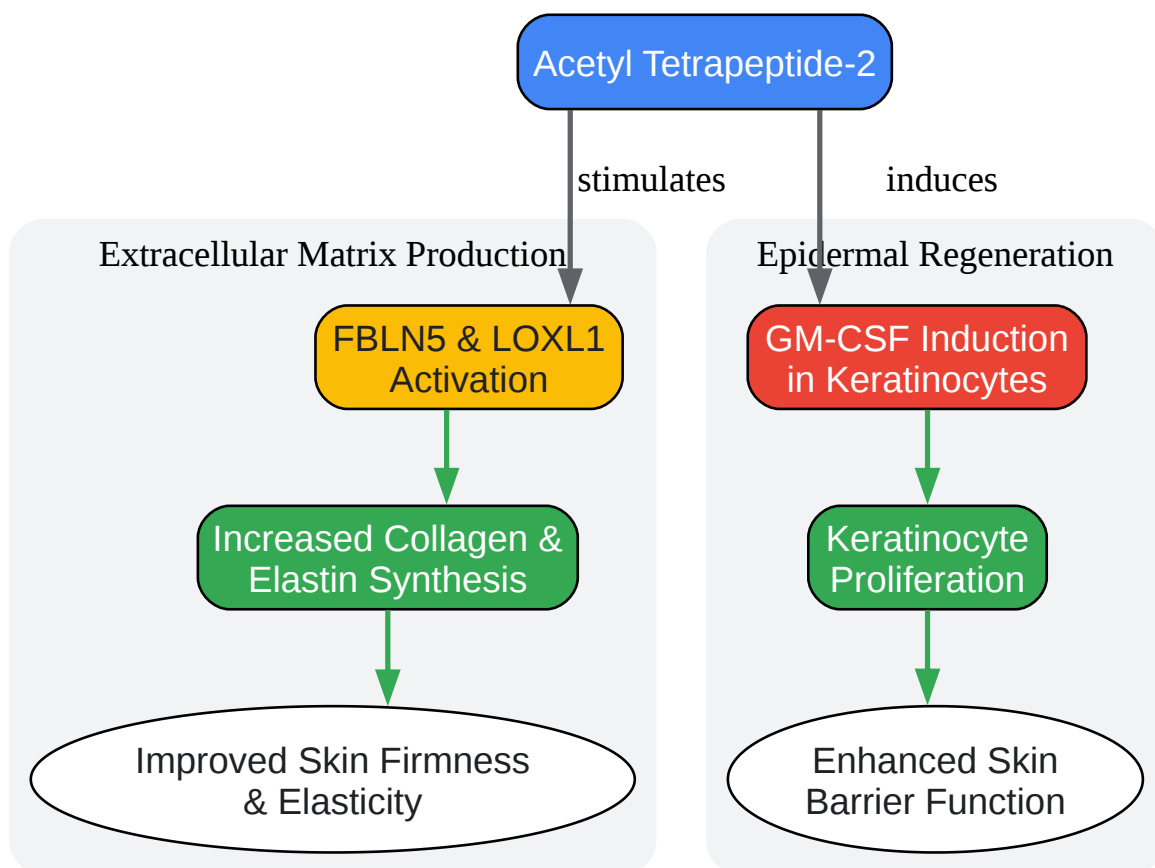 Acetyl Tetrapeptide-2
stimulates
induces
Extracellular Matrix Production
FBLN5 & LOXL1
Activation
Increased Collagen &
Elastin Synthesis
Improved Skin Firmness
& Elasticity
Epidermal Regeneration
GM-CSF Induction
in Keratinocytes
Keratinocyte
Proliferation
Enhanced Skin
Barrier Function